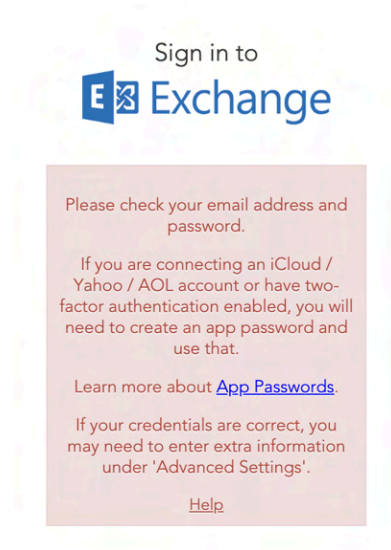 Sign in to
E Exchange
Please check your email address and
password.
If you are connecting an iCloud /
Yahoo / AOL account or have two-
factor authentication enabled, you will
need to create an app password and
use that.
Learn more about App Passwords.
If your credentials are correct, you
may need to enter extra information
under 'Advanced Settings'.
Help